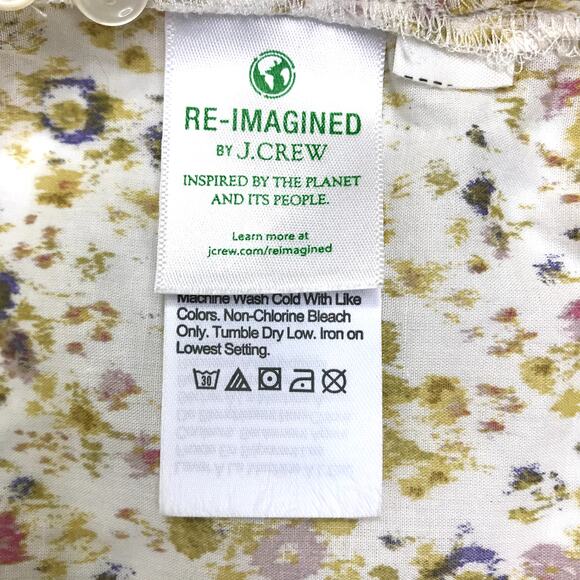 RE-IMAGINED
BY J.CREW
INSPIRED BY THE PLANET
AND ITS PEOPLE.
Learn more at
jcrew.com/reimagined
Machine Wash Cold With Like
Colors. Non-Chlorine Bleach
Only. Tumble Dry Low. Iron on
Lowest Setting.
30